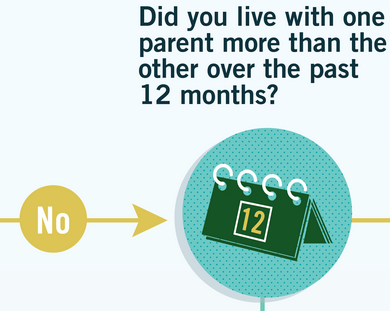 Did you live with one
parent more than the
other over the past
12 months?
No
12